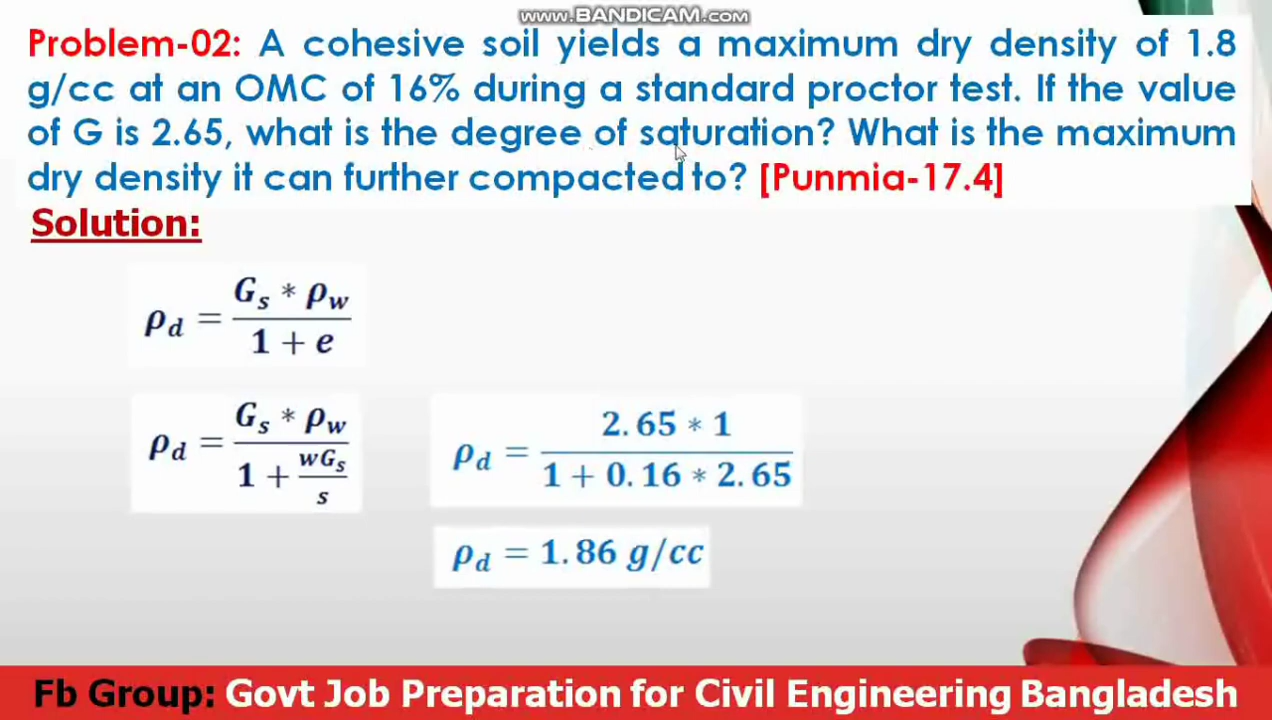 www.BANDICAM.com
Problem-02: A cohesive soil yields a maximum dry density of 1.8
g/cc at an OMC of 16% during a standard proctor test. If the value
of G is 2.65, what is the degree of saturation? What is the maximum
dry density it can further compacted to? [Punmia-17.4]
Solution:
ρd = Gs * ρw / 1 + e
ρd = Gs * ρw / 1 + wGs/s
ρd = 2.65 * 1 / 1 + 0.16 * 2.65
ρd = 1.86 g/cc
Fb Group: Govt Job Preparation for Civil Engineering Bangladesh